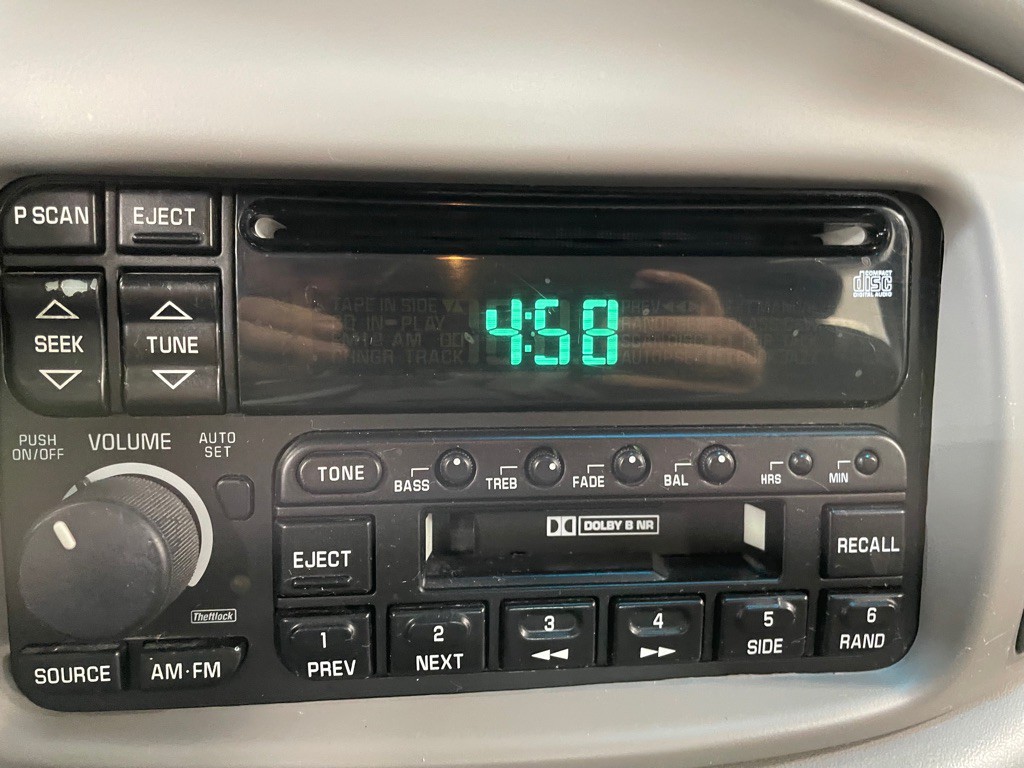 P SCAN
EJECT
COMPACT
disc
DIGITAL AUDIO
SEEK
TUNE
TAPE IN SIDE
IN-PLAY
AM
RNGR TRACK
PREV
4:58
PUSH
ON/OFF
VOLUME
AUTO
SET
TONE
BASS
TREB
FADE
BAL
HRS
MIN
EJECT
DOLBY B NR
RECALL
Theftlock
SOURCE
AM·FM
1
PREV
2
NEXT
3
4
5
SIDE
6
RAND